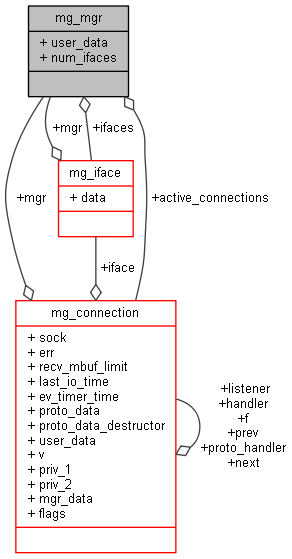 mg_mgr
+ user_data
+ num_ifaces
+mgr
+ifaces
mg_iface
+ data
+mgr
+active_connections
+iface
mg_connection
+ sock
+ err
+ recv_mbuf_limit
+ last_io_time
+ ev_timer_time
+ proto_data
+ proto_data_destructor
+ user_data
+ v
+ priv_1
+ priv_2
+ mgr_data
+ flags
+listener
+handler
+f
+prev
+proto_handler
+next